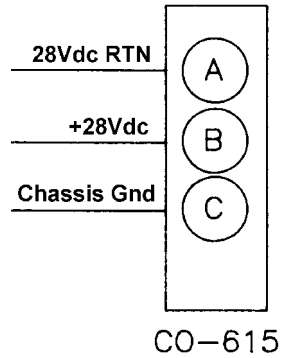 28Vdc RTN
A
+28Vdc
B
Chassis Gnd
C
CO-615